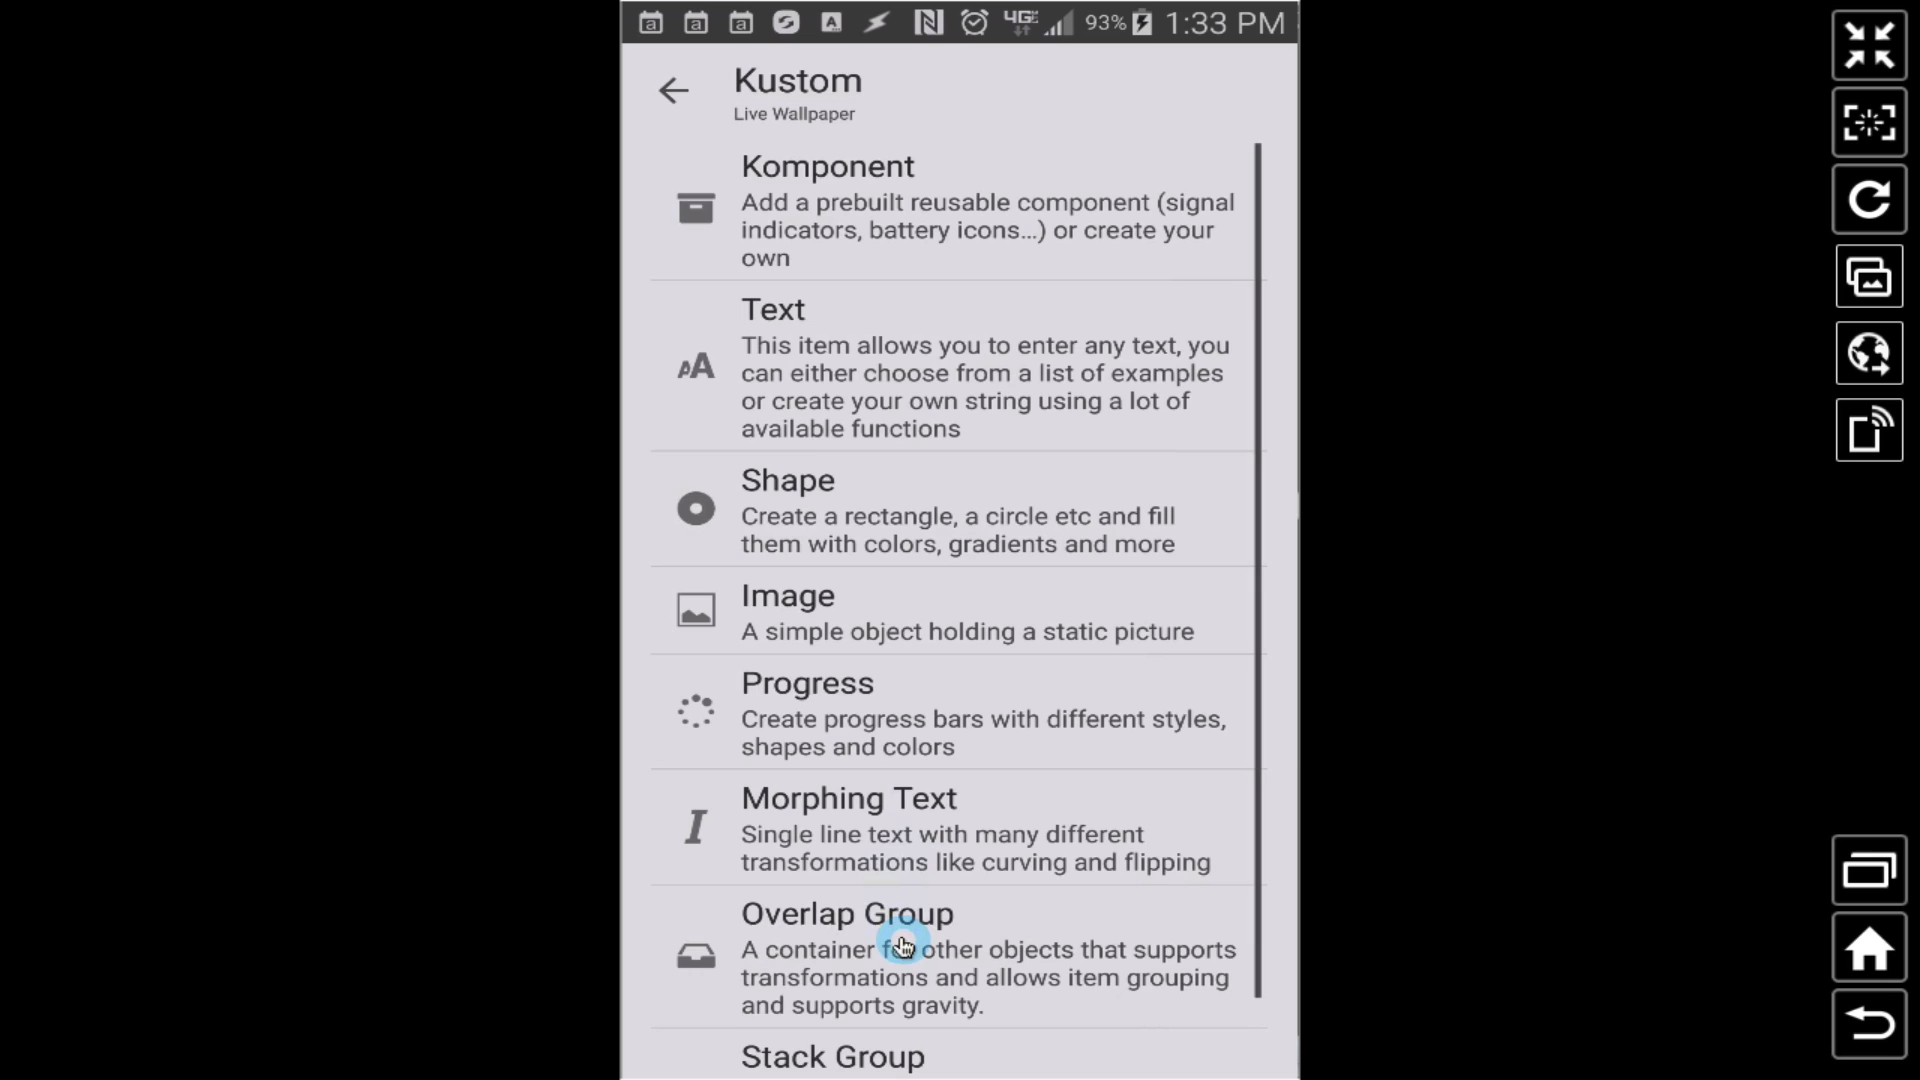 4G 93% 1:33 PM
Kustom
Live Wallpaper
Komponent
Add a prebuilt reusable component (signal
indicators, battery icons...) or create your
own
Text
This item allows you to enter any text, you
can either choose from a list of examples
or create your own string using a lot of
available functions
Shape
Create a rectangle, a circle etc and fill
them with colors, gradients and more
Image
A simple object holding a static picture
Progress
Create progress bars with different styles,
shapes and colors
Morphing Text
Single line text with many different
transformations like curving and flipping
Overlap Group
A container for other objects that supports
transformations and allows item grouping
and supports gravity.
Stack Group